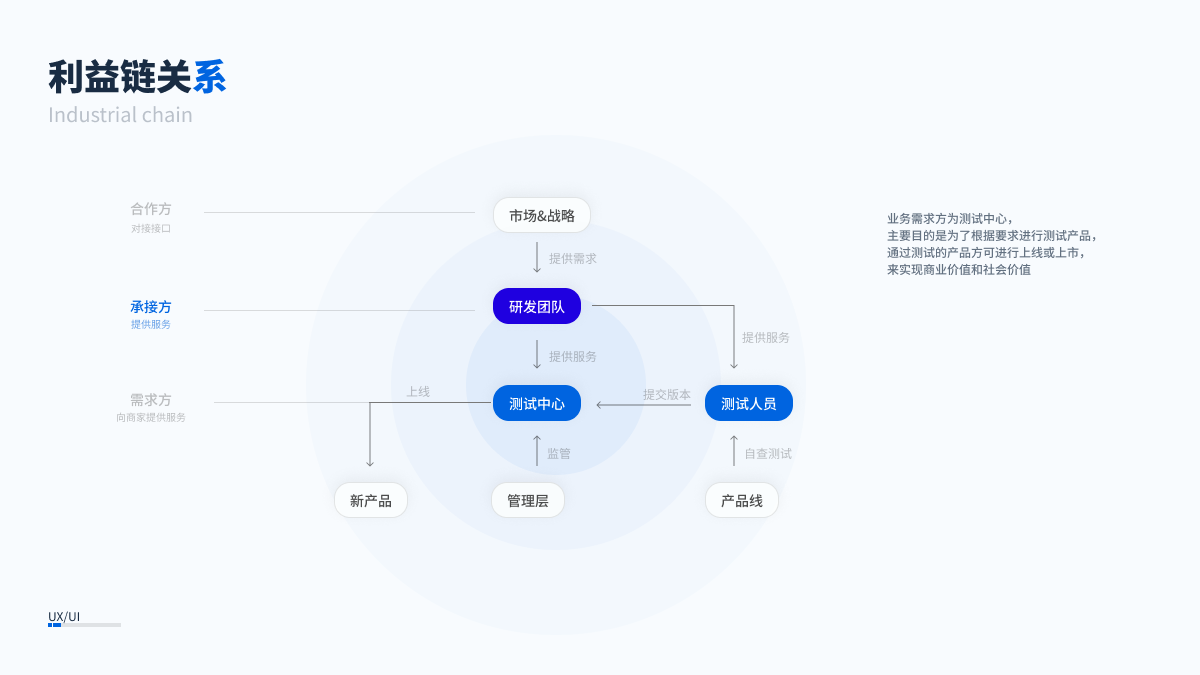 利益链关系
Industrial chain
合作方
对接接口
市场&战略
提供需求
承接方
提供服务
研发团队
提供服务
提供服务
需求方
向商家提供服务
上线
测试中心
提交版本
测试人员
监管
自查测试
新产品
管理层
产品线
业务需求方为测试中心，
主要目的是为了根据要求进行测试产品，
通过测试的产品方可进行上线或上市，
来实现商业价值和社会价值
UX/UI